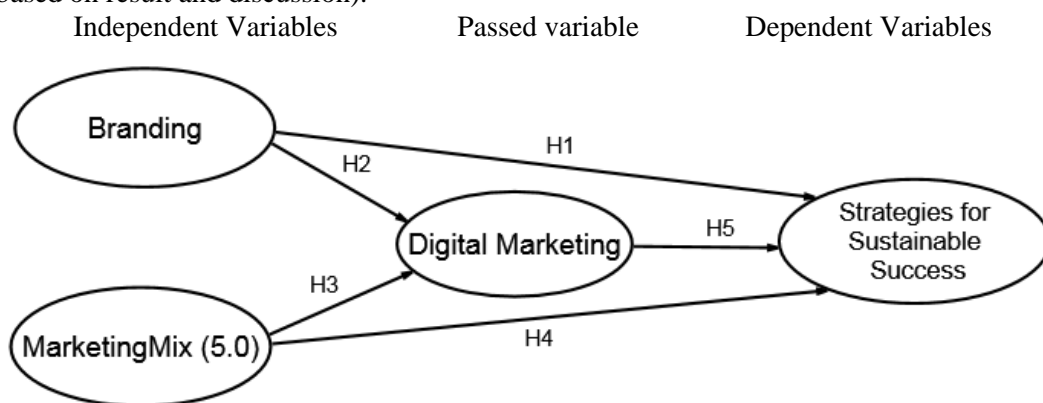 based on result and discussion).
Independent Variables Passed variable Dependent Variables
Branding
H1
H2
Digital Marketing
H5
Strategies for
Sustainable
Success
H3
MarketingMix (5.0)
H4